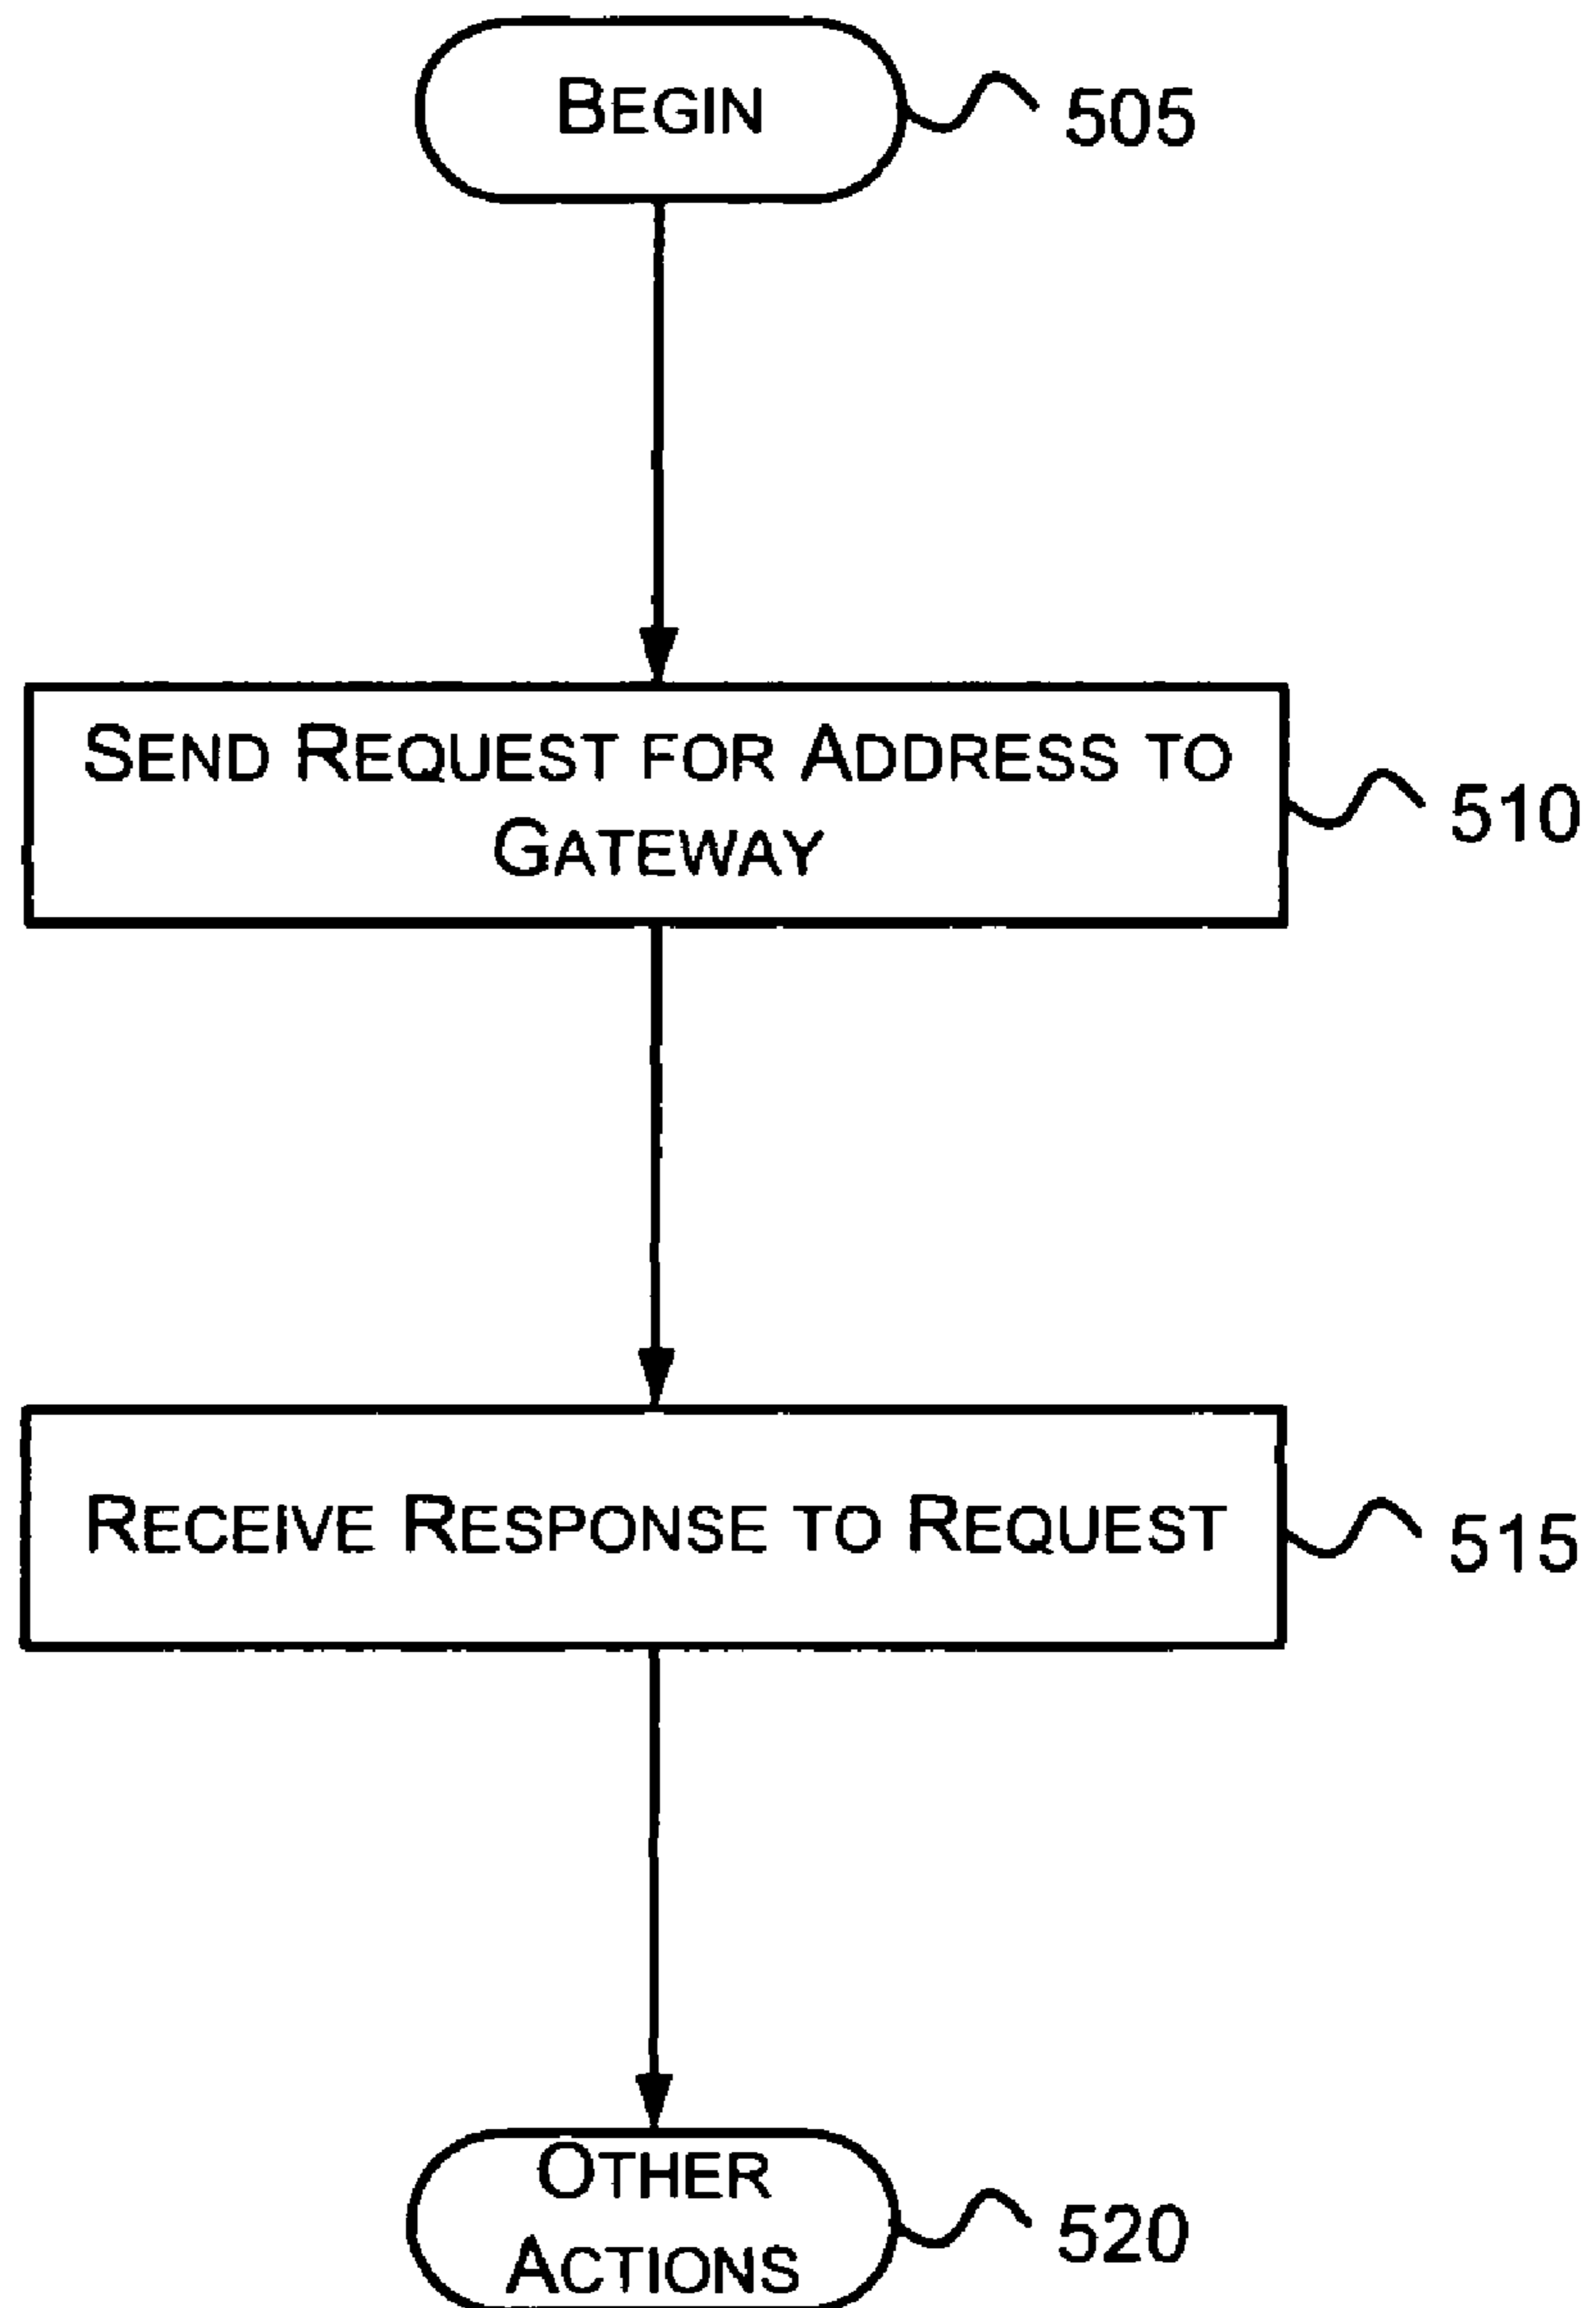 BEGIN
505
SEND REQUEST FOR ADDRESS TO
GATEWAY
510
RECEIVE RESPONSE TO REQUEST
515
OTHER
ACTIONS
520